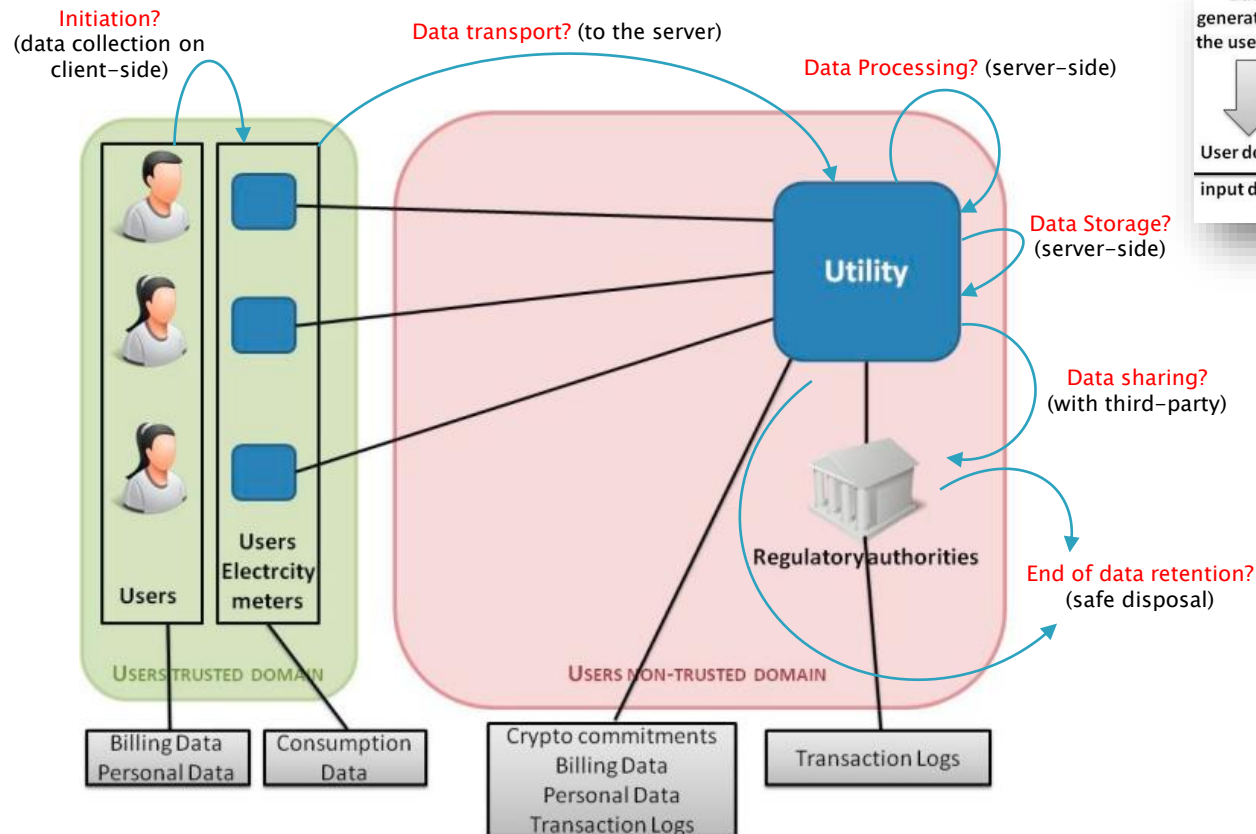 Initiation?
(data collection on
client-side)
Data transport? (to the server)
Data Processing? (server-side)
the use
User do
input d
Utility
Data Storage?
(server-side)
Data sharing?
(with third-party)
Regulatory authorities
End of data retention?
(safe disposal)
Users
Users
Electrcity
meters
USERS TRUSTED DOMAIN
USERS NON-TRUSTED DOMAIN
Billing Data
Personal Data
Consumption
Data
Crypto commitments
Billing Data
Personal Data
Transaction Logs
Transaction Logs